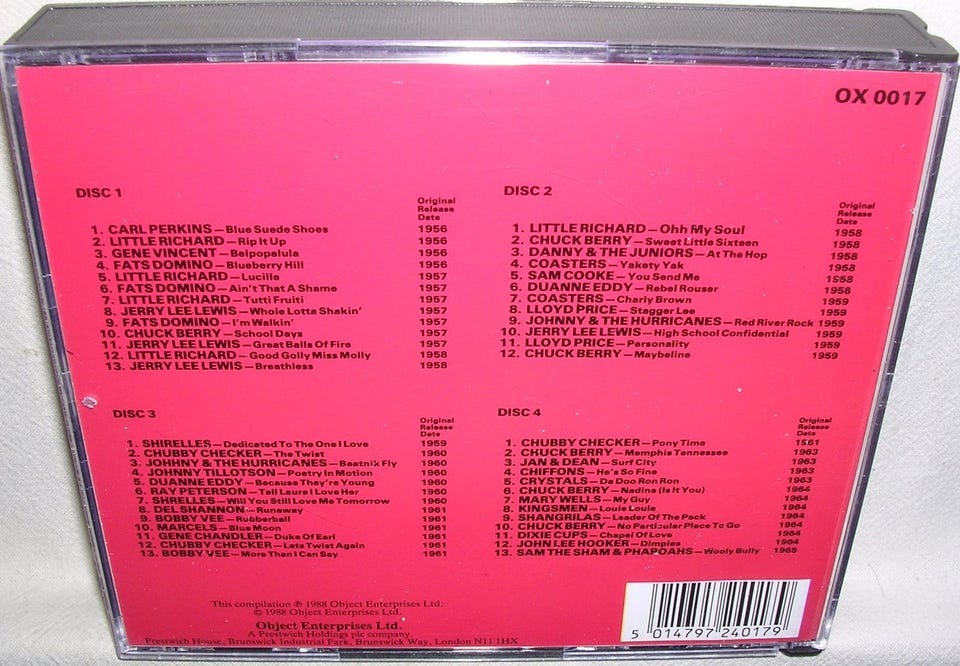 OX 0017
DISC 1
Original
Release
Date
1. CARL PERKINS — Blue Suede Shoes 1956
2. LITTLE RICHARD — Rip It Up 1956
3. GENE VINCENT — Belpopalula 1956
4. FATS DOMINO — Blueberry Hill 1956
5. LITTLE RICHARD — Lucille 1957
6. FATS DOMINO — Ain't That A Shame 1957
7. LITTLE RICHARD — Tutti Fruiti 1957
8. JERRY LEE LEWIS — Whole Lotta Shakin' 1957
9. FATS DOMINO — I'm Walkin' 1957
10. CHUCK BERRY — School Days 1957
11. JERRY LEE LEWIS — Great Balls Of Fire 1957
12. LITTLE RICHARD — Good Golly Miss Molly 1958
13. JERRY LEE LEWIS — Breathless 1958
DISC 2
Original
Release
Date
1. LITTLE RICHARD — Ohh My Soul 1958
2. CHUCK BERRY — Sweet Little Sixteen 1958
3. DANNY & THE JUNIORS — At The Hop 1958
4. COASTERS — Yakety Yak 1958
5. SAM COOKE — You Send Me 1958
6. DUANNE EDDY — Rebel Rouser 1958
7. COASTERS — Charly Brown 1959
8. LLOYD PRICE — Stagger Lee 1959
9. JOHNNY & THE HURRICANES — Red River Rock 1959
10. JERRY LEE LEWIS — High School Confidential 1959
11. LLOYD PRICE — Personality 1959
12. CHUCK BERRY — Maybeline 1959
DISC 3
Original
Release
Date
1. SHIRELLES — Dedicated To The One I Love 1959
2. CHUBBY CHECKER — The Twist 1960
3. JOHHNY & THE HURRICANES — Beatnik Fly 1960
4. JOHNNY TILLOTSON — Poetry In Motion 1960
5. DUANNE EDDY — Because They're Young 1960
6. RAY PETERSON — Tell Laura I Love Her 1960
7. SHRELLES — Will You Still Love Me Tomorrow 1960
8. DEL SHANNON — Runaway 1961
9. BOBBY VEE — Rubberball 1961
10. MARCELS — Blue Moon 1961
11. GENE CHANDLER — Duke Of Earl 1961
12. CHUBBY CHECKER — Lets Twist Again 1961
13. BOBBY VEE — More Than I Can Say 1961
DISC 4
Original
Release
Date
1. CHUBBY CHECKER — Pony Time 1961
2. CHUCK BERRY — Memphis Tennessee 1963
3. JAN & DEAN — Surf City 1963
4. CHIFFONS — He's So Fine 1963
5. CRYSTALS — Da Doo Ron Ron 1963
6. CHUCK BERRY — Nadine (Is It You) 1964
7. MARY WELLS — My Guy 1964
8. KINGSMEN — Louie Louie 1964
9. SHANGRILAS — Leader Of The Pack 1964
10. CHUCK BERRY — No Particular Place To Go 1964
11. DIXIE CUPS — Chapel Of Love 1964
12. JOHN LEE HOOKER — Dimples 1964
13. SAM THE SHAM & PHAROAHS — Wooly Bully 1965
This compilation ℗ 1988 Object Enterprises Ltd.
© 1988 Object Enterprises Ltd.
Object Enterprises Ltd.
A Prestwich Holdings plc company,
Prestwich House, Brunswick Industrial Park, Brunswick Way, London N11 1HX
5 014797 240179